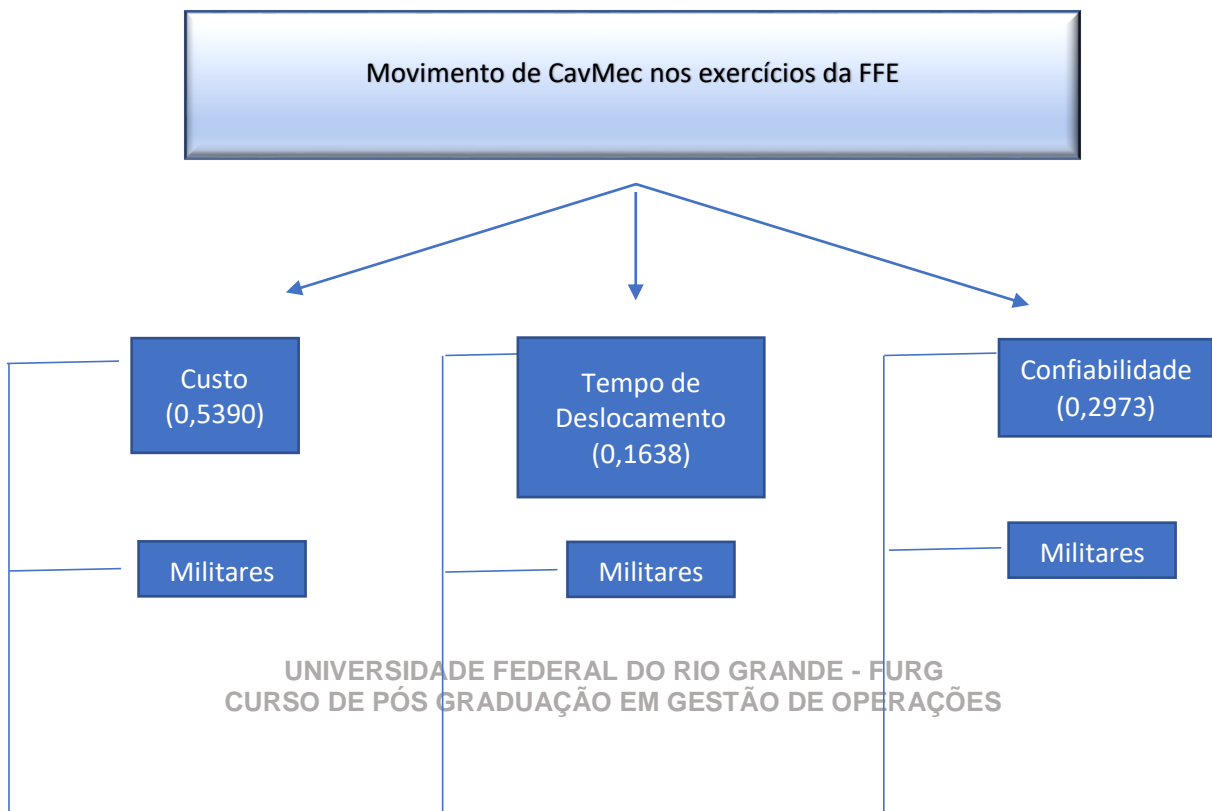 Movimento de CavMec nos exercícios da FFE
Custo
(0,5390)
Tempo de
Deslocamento
(0,1638)
Confiabilidade
(0,2973)
Militares
Militares
Militares
UNIVERSIDADE FEDERAL DO RIO GRANDE - FURG
CURSO DE PÓS GRADUAÇÃO EM GESTÃO DE OPERAÇÕES